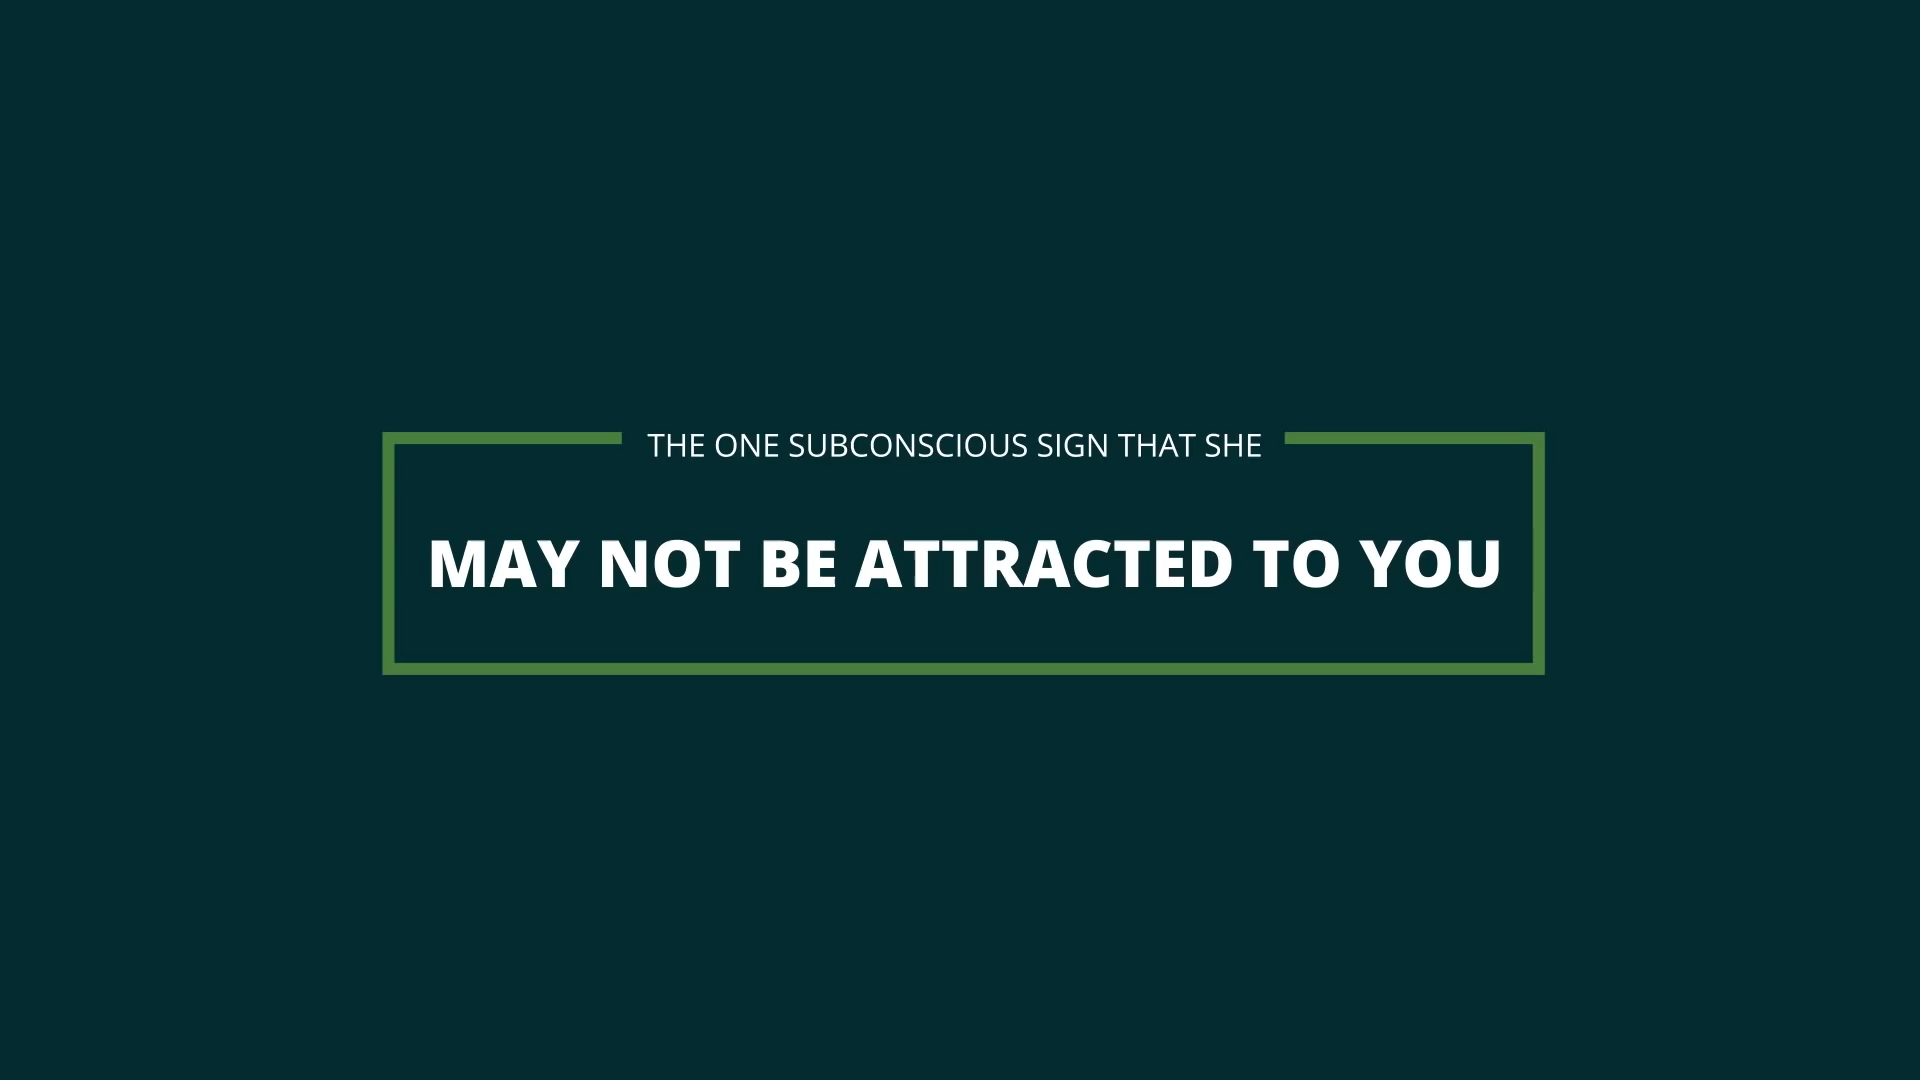 THE ONE SUBCONSCIOUS SIGN THAT SHE
MAY NOT BE ATTRACTED TO YOU